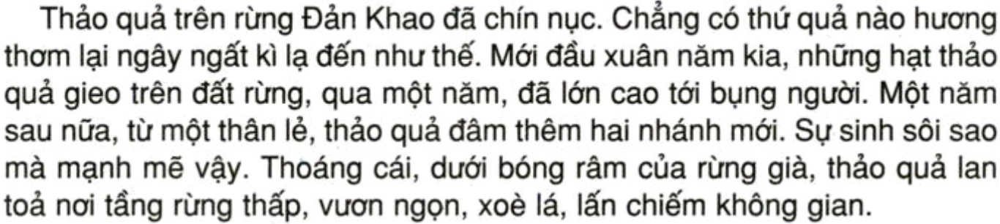 Thảo quả trên rừng Đản Khao đã chín nục. Chẳng có thứ quả nào hương
thơm lại ngây ngất kì lạ đến như thế. Mới đầu xuân năm kia, những hạt thảo
quả gieo trên đất rừng, qua một năm, đã lớn cao tới bụng người. Một năm
sau nữa, từ một thân lẻ, thảo quả đâm thêm hai nhánh mới. Sự sinh sôi sao
mà mạnh mẽ vậy. Thoáng cái, dưới bóng râm của rừng già, thảo quả lan
toả nơi tầng rừng thấp, vươn ngọn, xoè lá, lấn chiếm không gian.